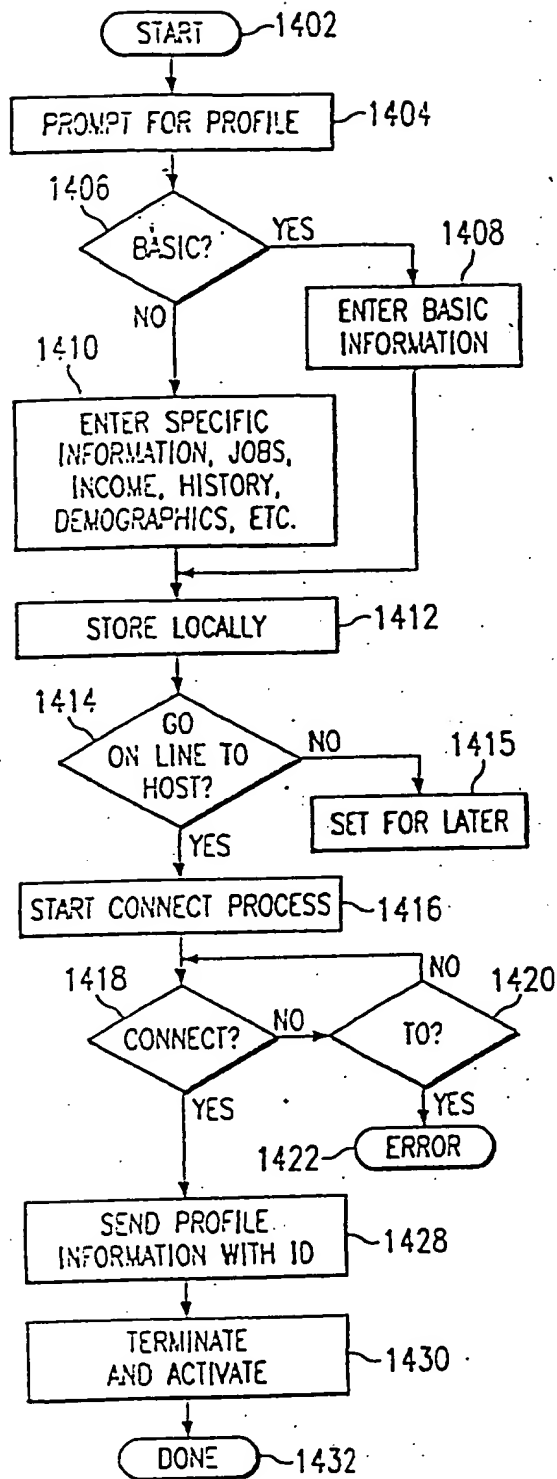 START
1402
PROMPT FOR PROFILE
1404
1406
BASIC?
YES
NO
1408
ENTER BASIC
INFORMATION
1410
ENTER SPECIFIC
INFORMATION, JOBS,
INCOME, HISTORY,
DEMOGRAPHICS, ETC.
STORE LOCALLY
1412
1414
GO
ON LINE TO
HOST?
NO
YES
1415
SET FOR LATER
START CONNECT PROCESS
1416
1418
CONNECT?
NO
YES
NO
1420
TO?
YES
1422
ERROR
SEND PROFILE
INFORMATION WITH ID
1428
TERMINATE
AND ACTIVATE
1430
DONE
1432